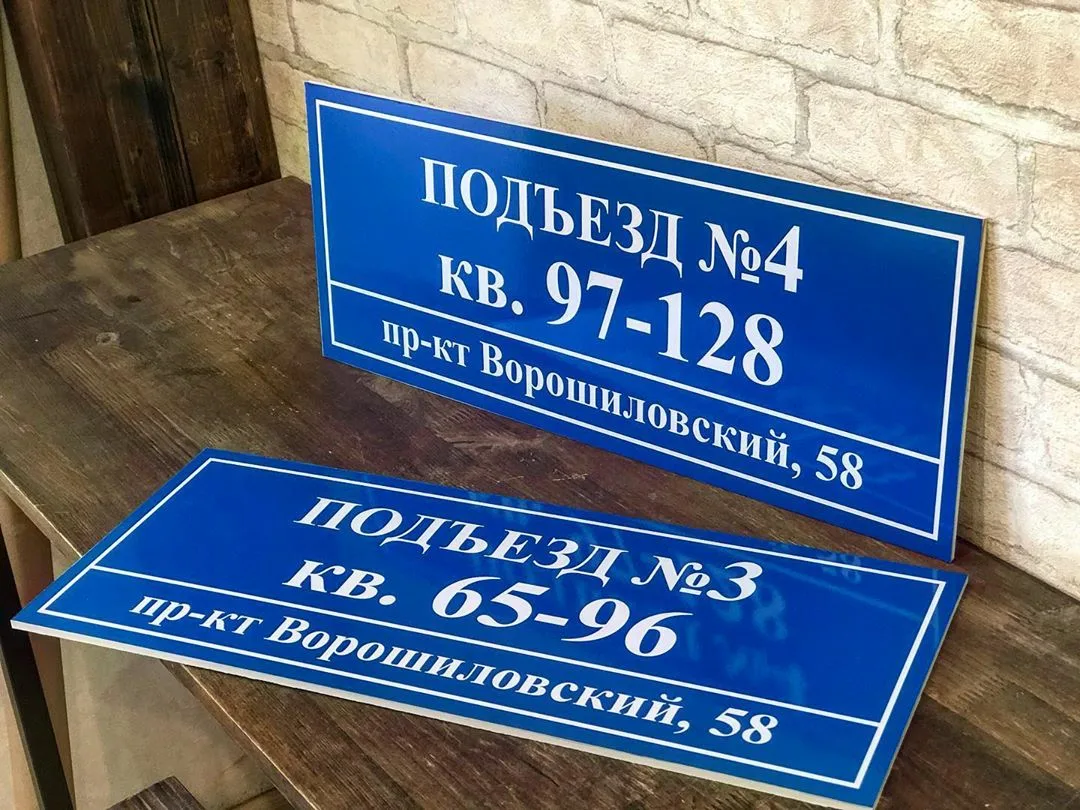 ПОДЪЕЗД №4
кв. 97-128
пр-кт Ворошиловский, 58
ПОДЪЕЗД №3
кв. 65-96
пр-кт Ворошиловский, 58